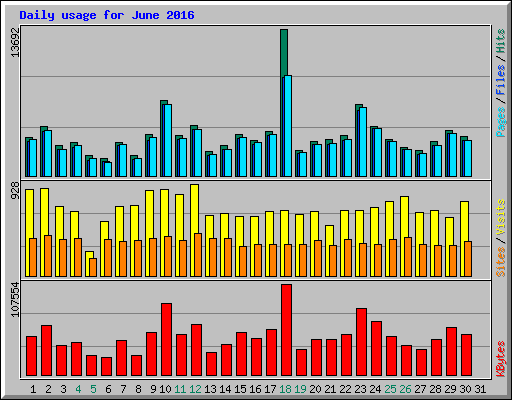 Daily usage for June 2016
13692
Pages / Files / Hits
928
Sites / Visits
107554
KBytes
1 2 3 4 5 6 7 8 9 10 11 12 13 14 15 16 17 18 19 20 21 22 23 24 25 26 27 28 29 30 31